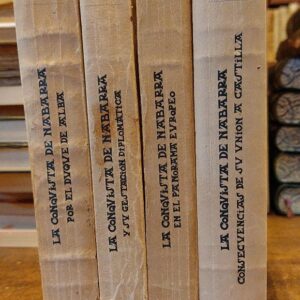 LA CONQUISTA DE NABARRA
POR EL DUQUE DE ALBA
LA CONQUISTA DE NABARRA
Y SU GESTACION DIPLOMÁTICA
LA CONQUISTA DE NABARRA
EN EL PANORAMA EUROPEO
LA CONQUISTA DE NABARRA
CONSECUENCIAS DE SU UNION A CASTILLA